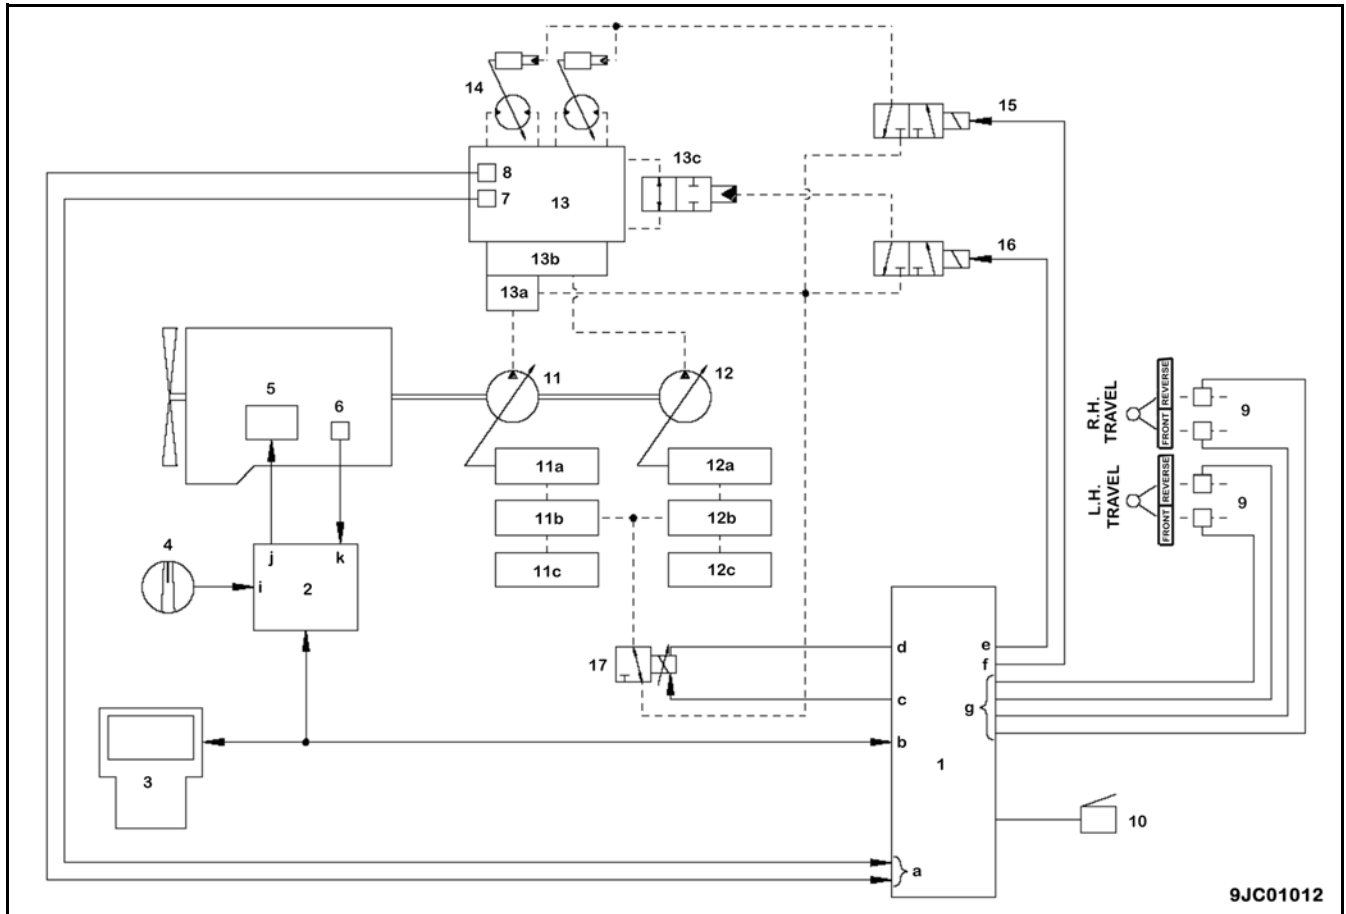 14
15
8
7
13
13c
13b
13a
16
11
12
5
6
R.H.
TRAVEL
FRONT REVERSE
9
L.H.
TRAVEL
FRONT REVERSE
9
11a
12a
11b
12b
11c
12c
4
j
k
i
2
17
d
e
f
c
g
b
3
1
10
a
9JC01012